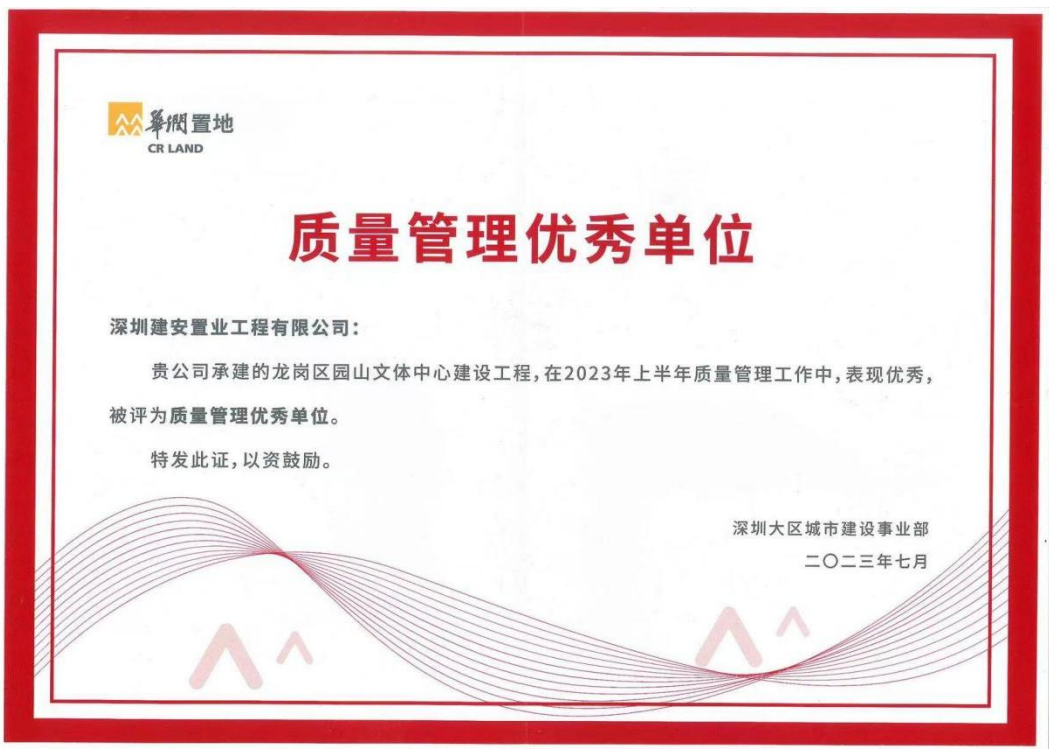 華润置地
CR LAND
质量管理优秀单位
深圳建安置业工程有限公司：
贵公司承建的龙岗区园山文体中心建设工程，在2023年上半年质量管理工作中，表现优秀，
被评为质量管理优秀单位。
特发此证，以资鼓励。
深圳大区城市建设事业部
二〇二三年七月